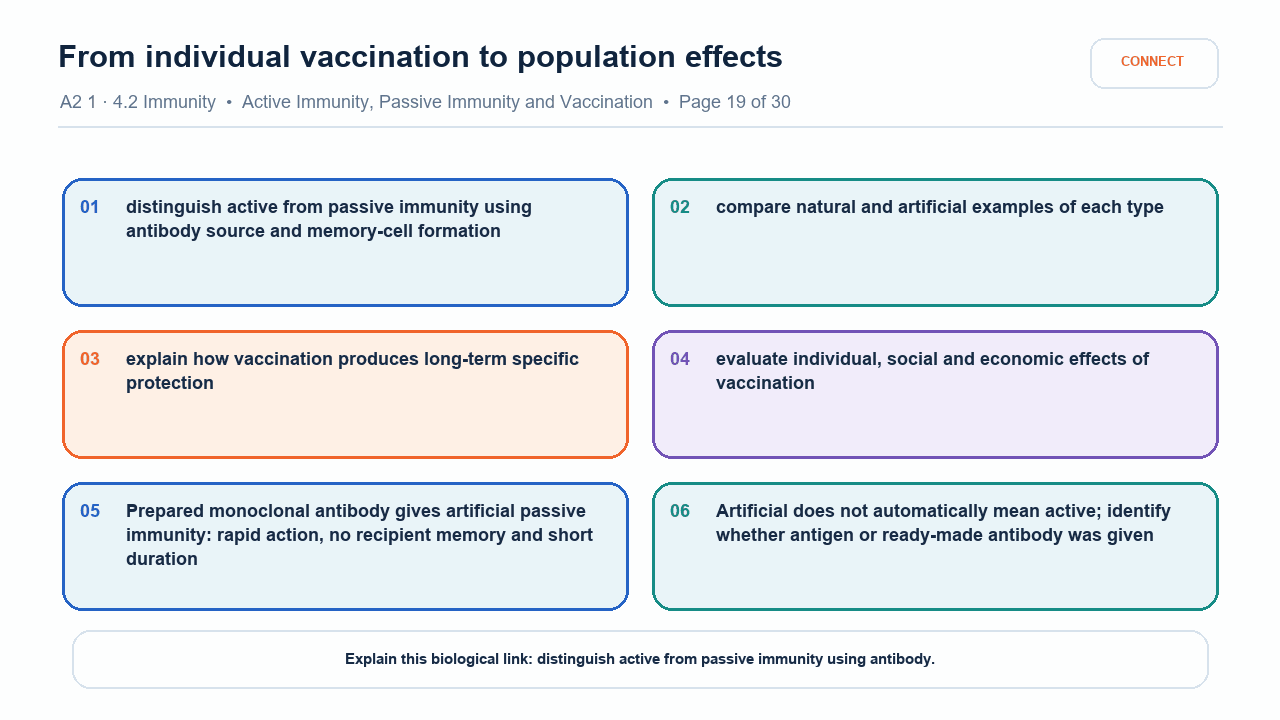 From individual vaccination to population effects
CONNECT
A2 1 · 4.2 Immunity • Active Immunity, Passive Immunity and Vaccination • Page 19 of 30
01 distinguish active from passive immunity using
antibody source and memory-cell formation
02 compare natural and artificial examples of each type
03 explain how vaccination produces long-term specific
protection
04 evaluate individual, social and economic effects of
vaccination
05 Prepared monoclonal antibody gives artificial passive
immunity: rapid action, no recipient memory and short
duration
06 Artificial does not automatically mean active; identify
whether antigen or ready-made antibody was given
Explain this biological link: distinguish active from passive immunity using antibody.